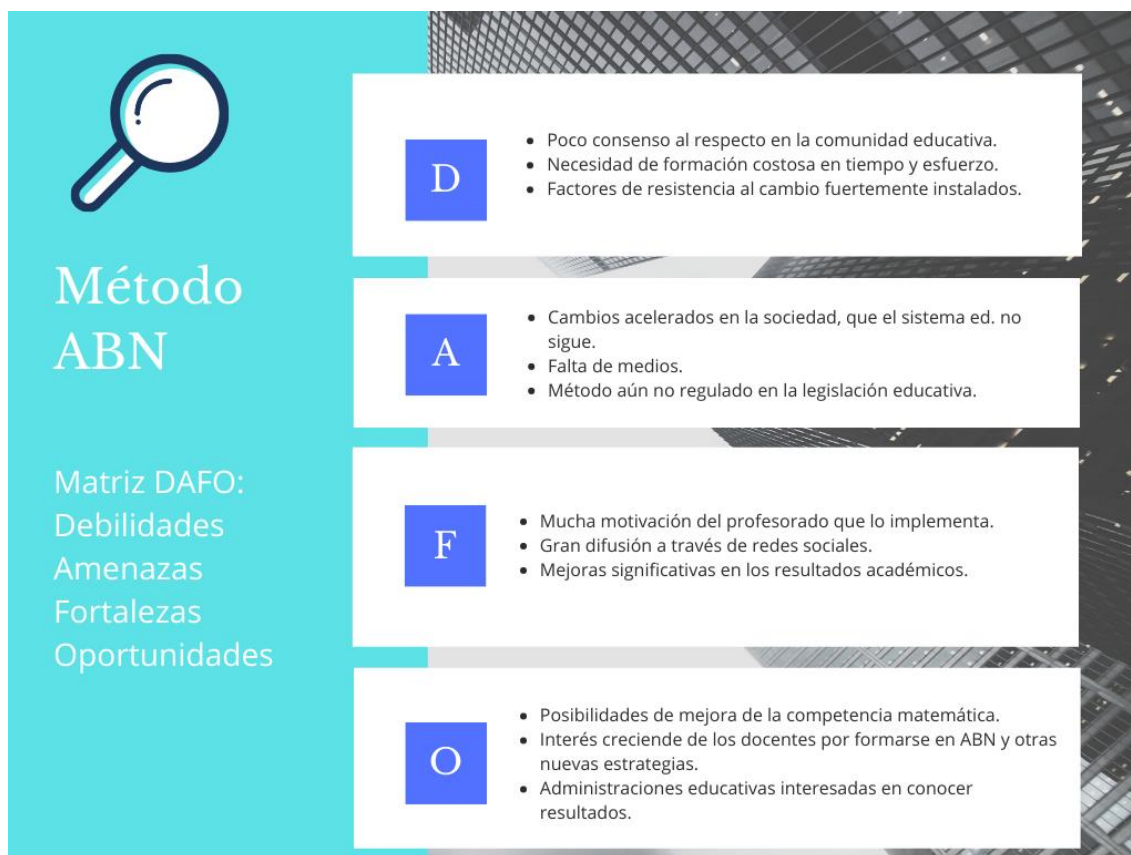 Método
ABN
Matriz DAFO:
Debilidades
Amenazas
Fortalezas
Oportunidades
D
• Poco consenso al respecto en la comunidad educativa.
• Necesidad de formación costosa en tiempo y esfuerzo.
• Factores de resistencia al cambio fuertemente instalados.
A
• Cambios acelerados en la sociedad, que el sistema ed. no
sigue.
• Falta de medios.
• Método aún no regulado en la legislación educativa.
F
• Mucha motivación del profesorado que lo implementa.
• Gran difusión a través de redes sociales.
• Mejoras significativas en los resultados académicos.
O
• Posibilidades de mejora de la competencia matemática.
• Interés creciende de los docentes por formarse en ABN y otras
nuevas estrategias.
• Administraciones educativas interesadas en conocer
resultados.